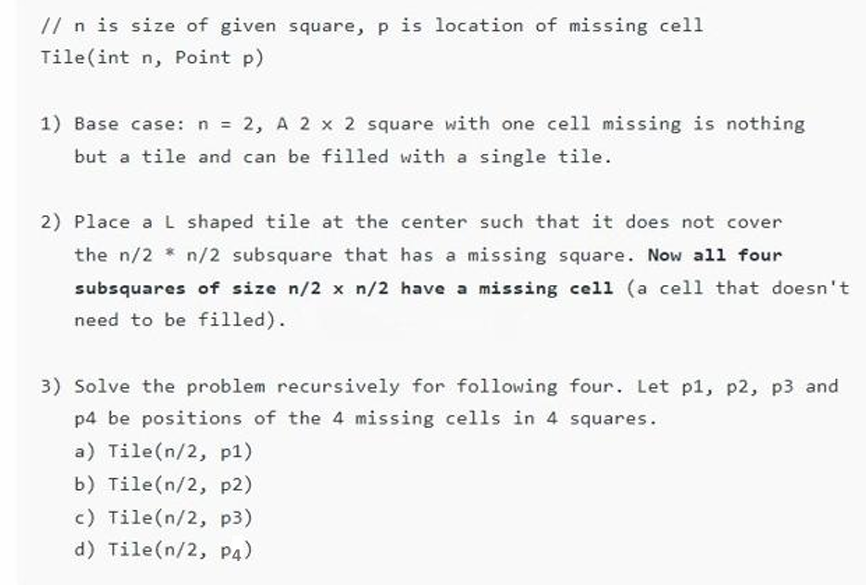 // n is size of given square, p is location of missing cell
Tile(int n, Point p)
1) Base case: n = 2, A 2 x 2 square with one cell missing is nothing
but a tile and can be filled with a single tile.
2) Place a L shaped tile at the center such that it does not cover
the n/2 * n/2 subsquare that has a missing square. Now all four
subsquares of size n/2 x n/2 have a missing cell (a cell that doesn't
need to be filled).
3) Solve the problem recursively for following four. Let p1, p2, p3 and
p4 be positions of the 4 missing cells in 4 squares.
a) Tile(n/2, p1)
b) Tile(n/2, p2)
c) Tile(n/2, p3)
d) Tile(n/2, p4)